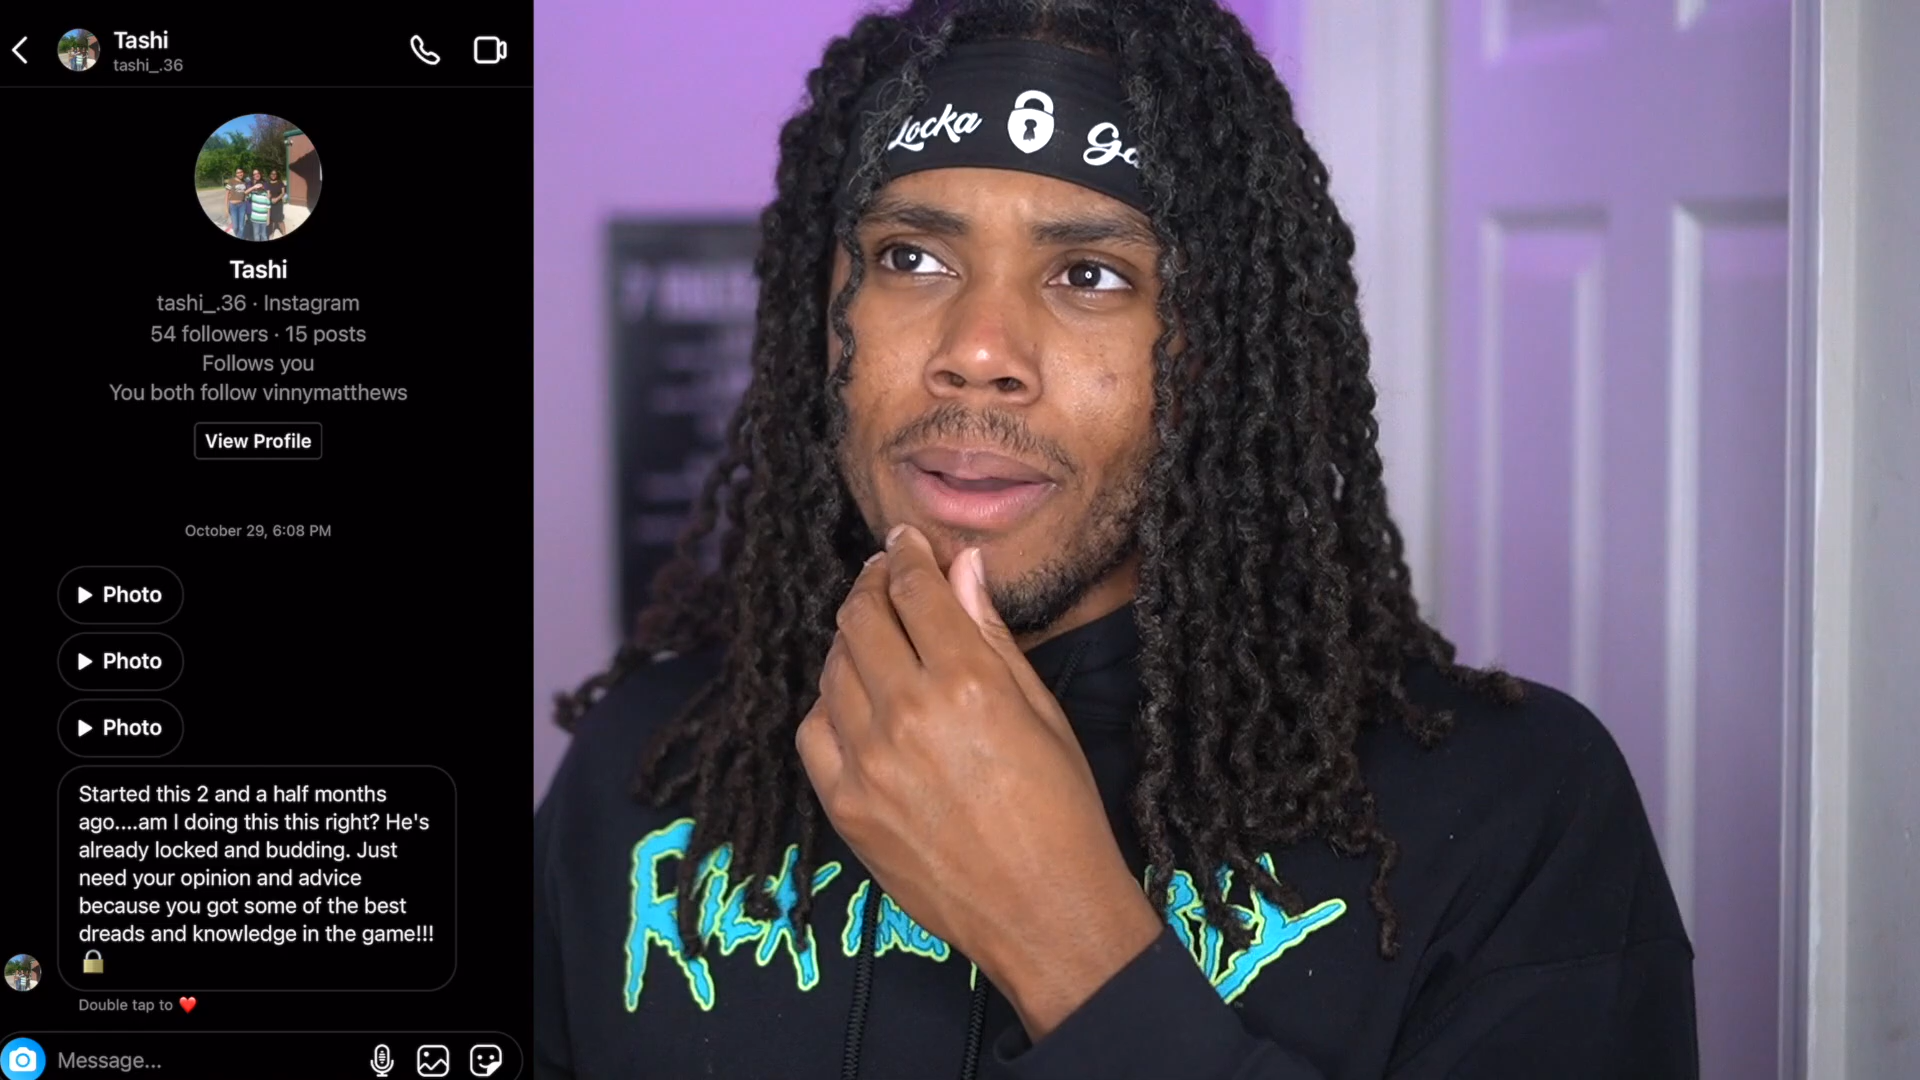 Tashi
tashi_.36
Tashi
tashi_.36 · Instagram
54 followers · 15 posts
Follows you
You both follow vinnymatthews
View Profile
October 29, 6:08 PM
Photo
Photo
Photo
Started this 2 and a half months
ago....am I doing this this right? He's
already locked and budding. Just
need your opinion and advice
because you got some of the best
dreads and knowledge in the game!!!
🔒
Double tap to ❤️
Message...
Locka
Rick AND